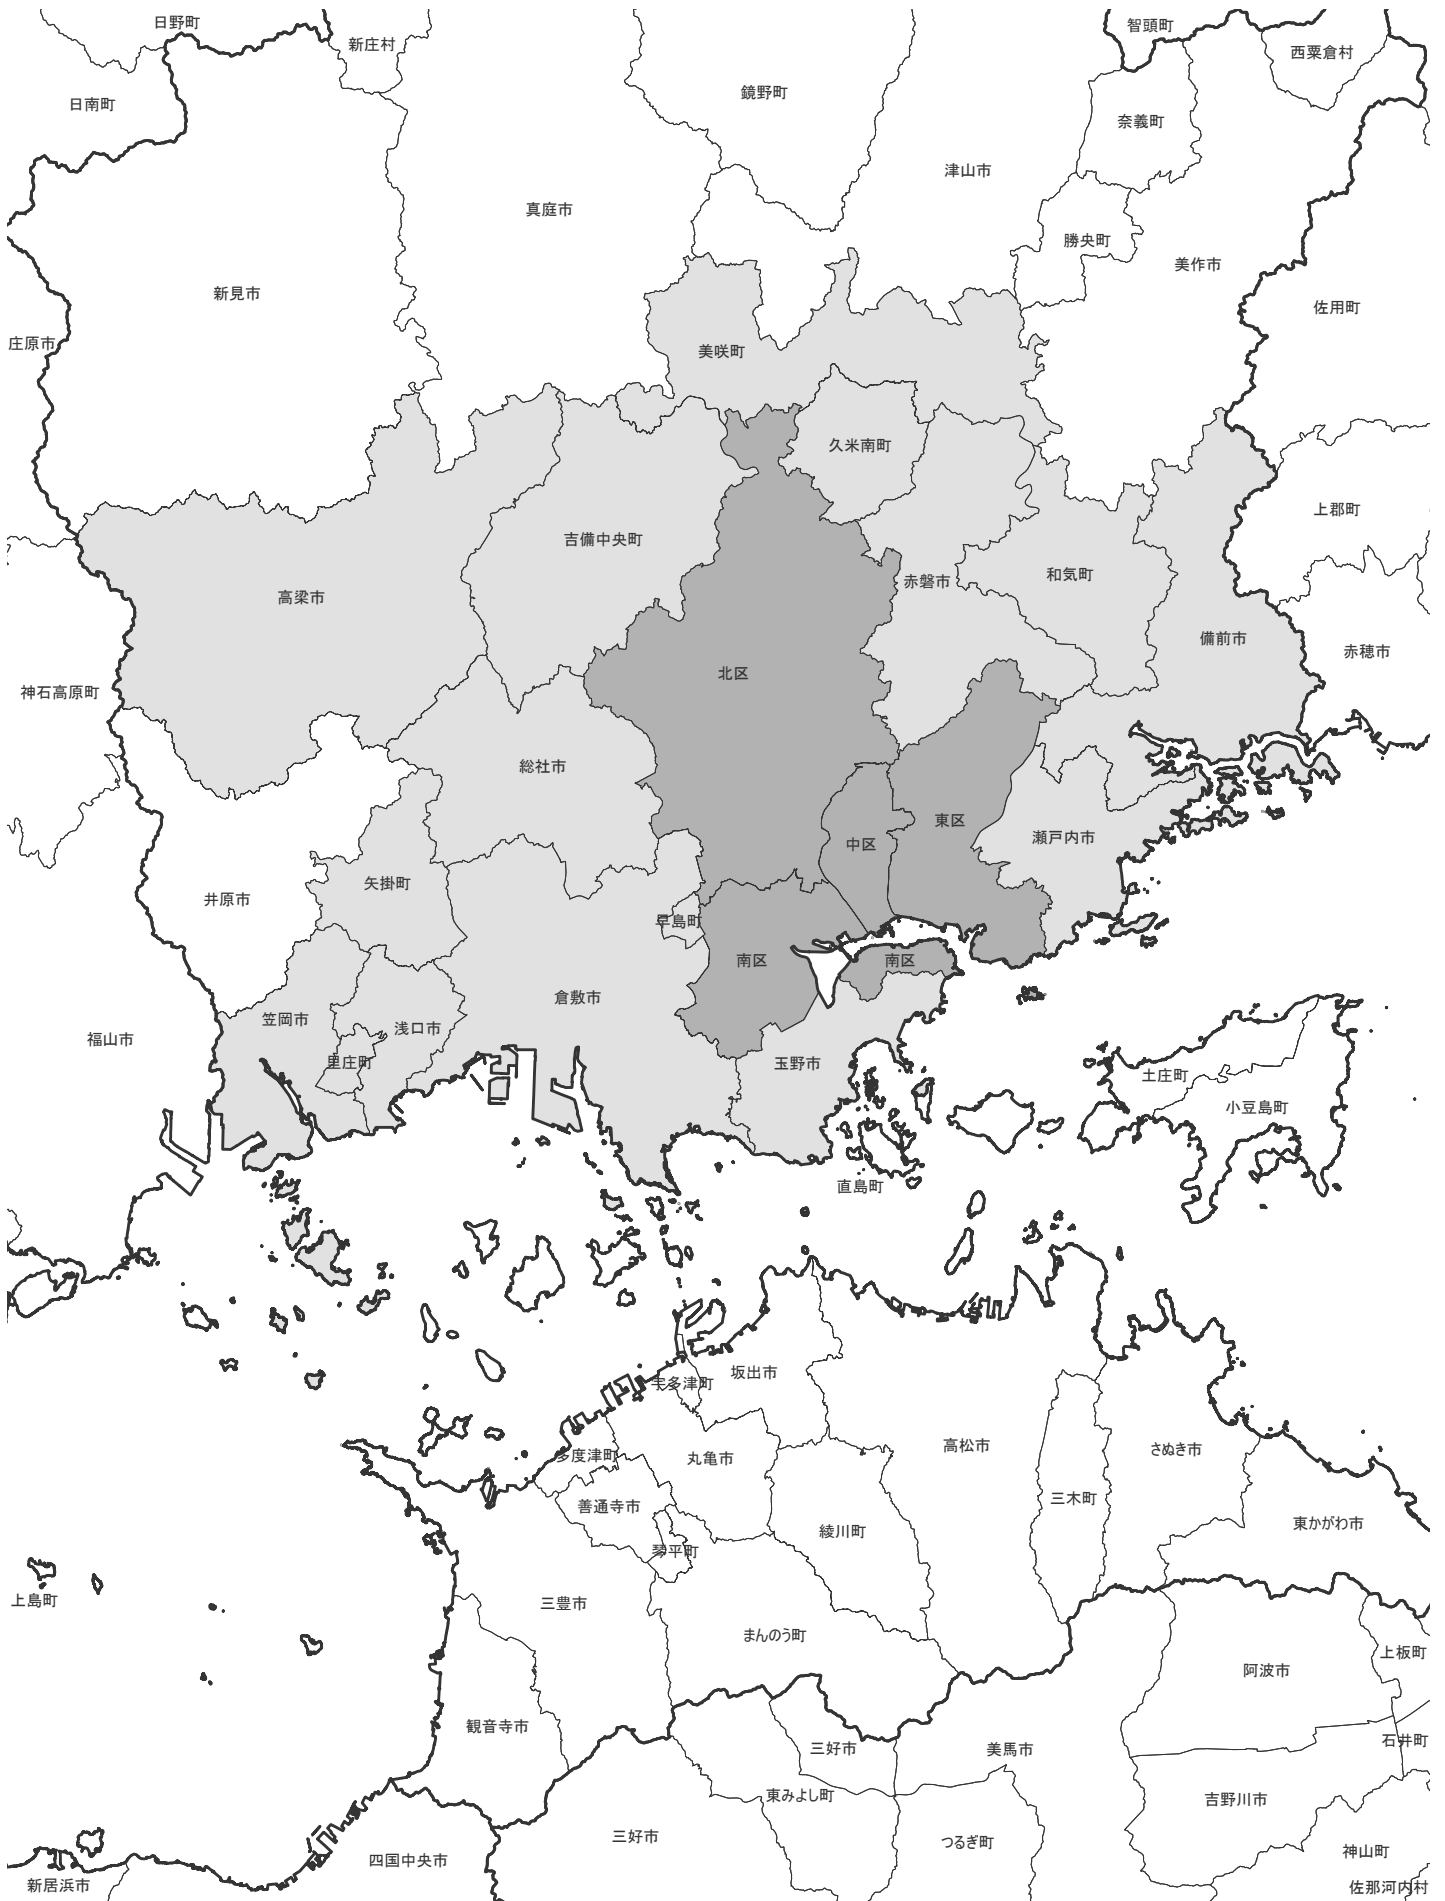 日野町
新庄村
智頭町
西粟倉村
日南町
鏡野町
奈義町
津山市
真庭市
勝央町
美作市
新見市
佐用町
庄原市
美咲町
久米南町
上郡町
吉備中央町
和気町
赤磐市
高梁市
備前市
赤穂市
北区
神石高原町
総社市
東区
瀬戸内市
中区
矢掛町
井原市
早島町
南区
南区
倉敷市
笠岡市
浅口市
福山市
里庄町
玉野市
土庄町
小豆島町
直島町
坂出市
宇多津町
高松市
さぬき市
多度津町
丸亀市
三木町
善通寺市
東かがわ市
綾川町
琴平町
上島町
三豊市
まんのう町
上板町
阿波市
観音寺市
石井町
三好市
美馬市
東みよし町
吉野川市
三好市
つるぎ町
神山町
四国中央市
新居浜市
佐那河内村